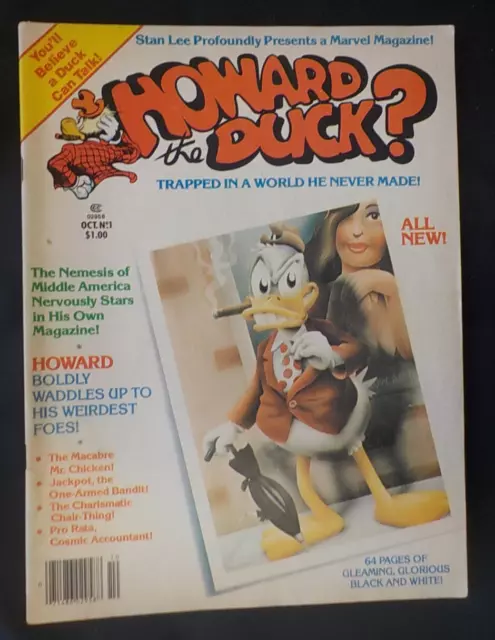 You'll
Believe
a Duck
Can Talk!
Stan Lee Profoundly Presents a Marvel Magazine!
HOWARD
the DUCK?
TRAPPED IN A WORLD HE NEVER MADE!
02958
OCT. Nº1
$1.00
ALL
NEW!
The Nemesis of
Middle America
Nervously Stars
in His Own
Magazine!
HOWARD
BOLDLY
WADDLES UP TO
HIS WEIRDEST
FOES!
• The Macabre
Mr. Chicken!
• Jackpot, the
One-Armed Bandit!
• The Charismatic
Chair-Thing!
• Pro Rata,
Cosmic Accountant!
64 PAGES OF
GLEAMING, GLORIOUS
BLACK AND WHITE!
10